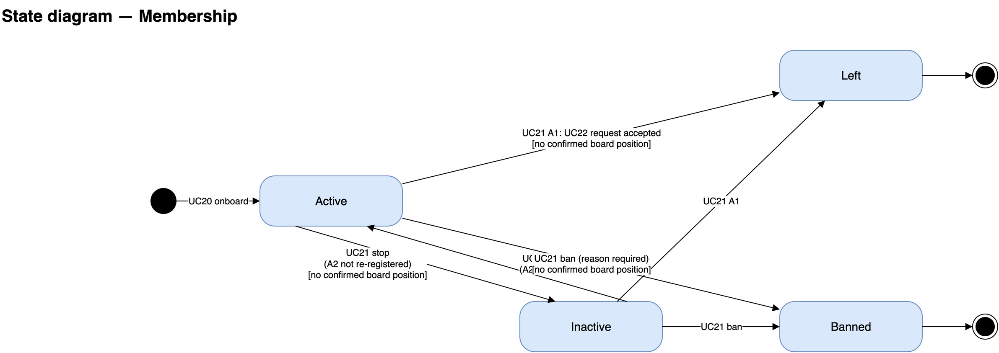 State diagram — Membership
Left
UC21 A1: UC22 request accepted
[no confirmed board position]
UC20 onboard
Active
UC21 A1
UC21 stop
(A2 not re-registered)
[no confirmed board position]
UC21 ban (reason required)
(A2
[no confirmed board position]
Inactive
UC21 ban
Banned